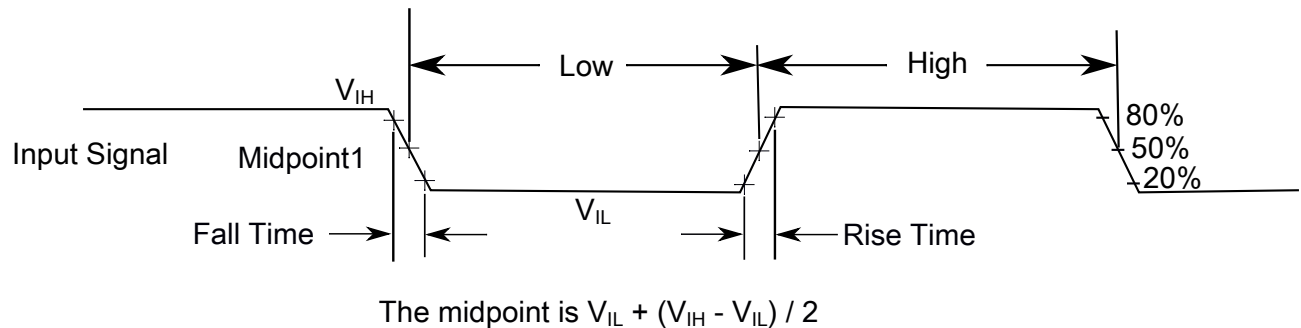 Low
High
V_IH
80%
Input Signal
Midpoint1
50%
20%
V_IL
Fall Time
Rise Time
The midpoint is V_IL + (V_IH - V_IL) / 2